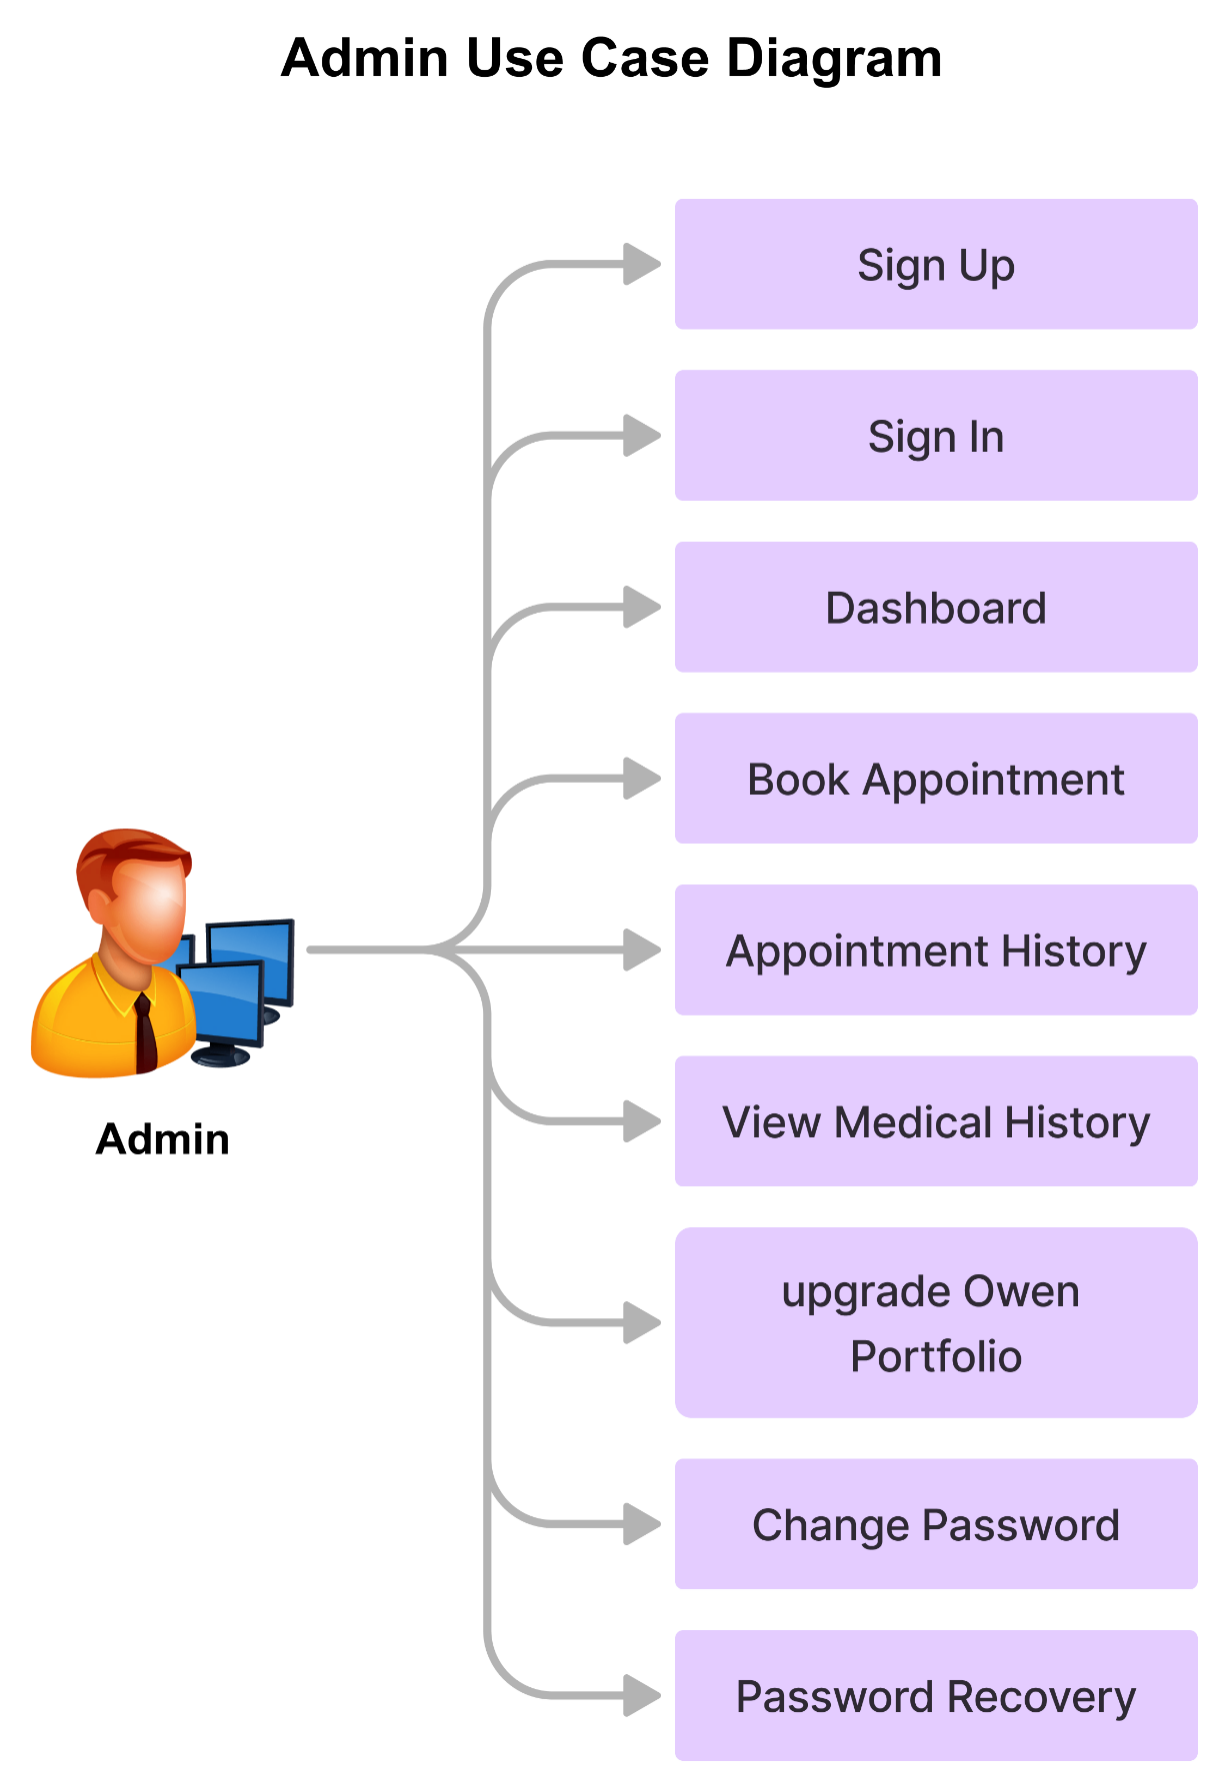 Admin Use Case Diagram
Sign Up
Sign In
Dashboard
Book Appointment
Appointment History
View Medical History
Admin
upgrade Owen
Portfolio
Change Password
Password Recovery